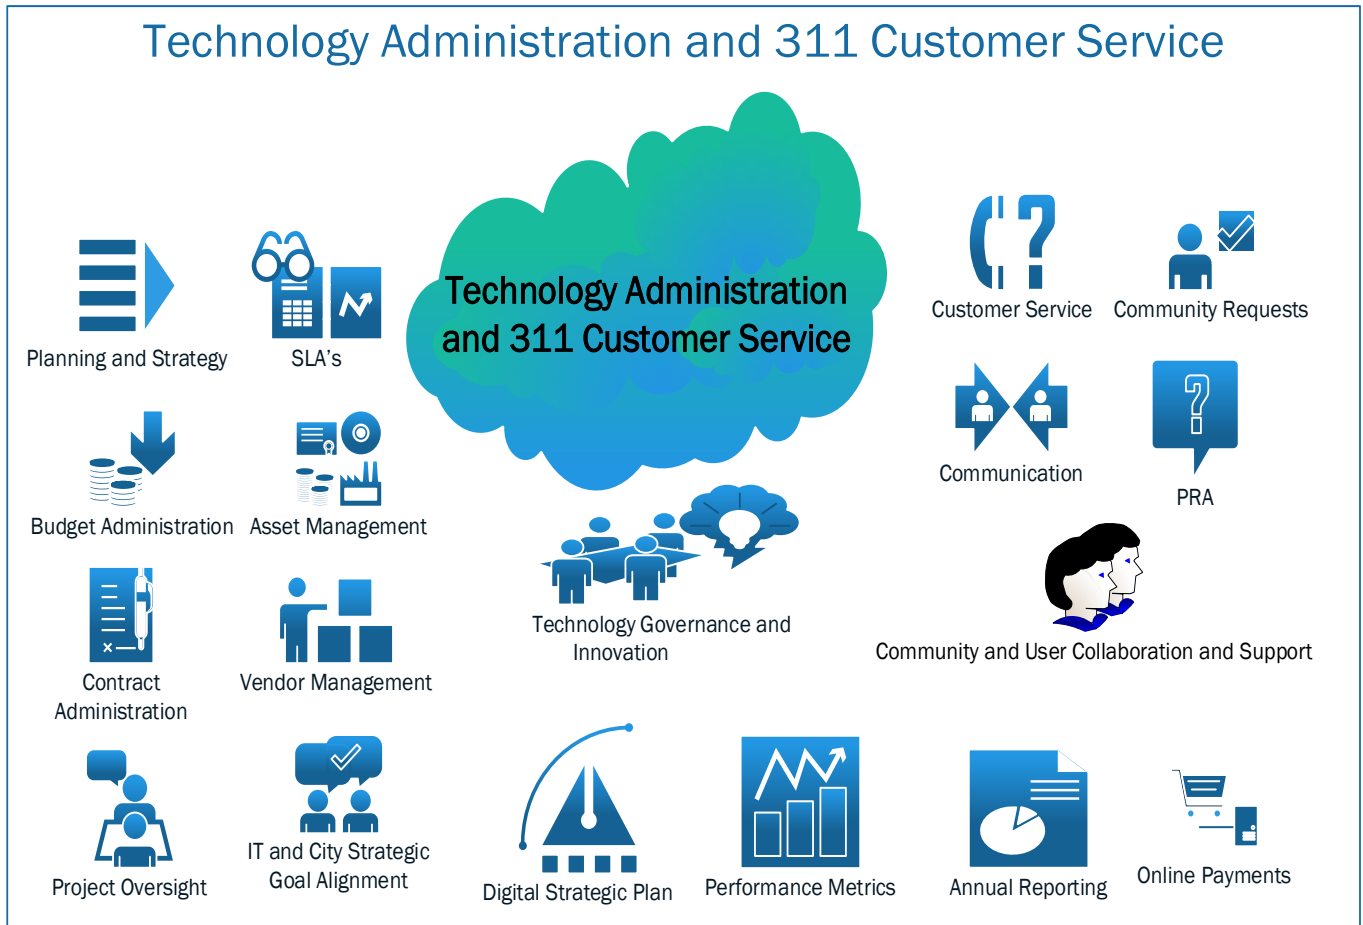 Technology Administration and 311 Customer Service
Technology Administration
and 311 Customer Service
Planning and Strategy
SLA's
Customer Service
Community Requests
Communication
PRA
Budget Administration
Asset Management
Technology Governance and
Innovation
Community and User Collaboration and Support
Contract
Administration
Vendor Management
Project Oversight
IT and City Strategic
Goal Alignment
Digital Strategic Plan
Performance Metrics
Annual Reporting
Online Payments